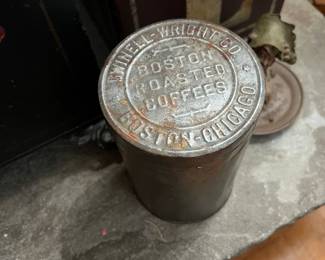 DWINELL-WRIGHT CO.
BOSTON
ROASTED
COFFEES
BOSTON-CHICAGO